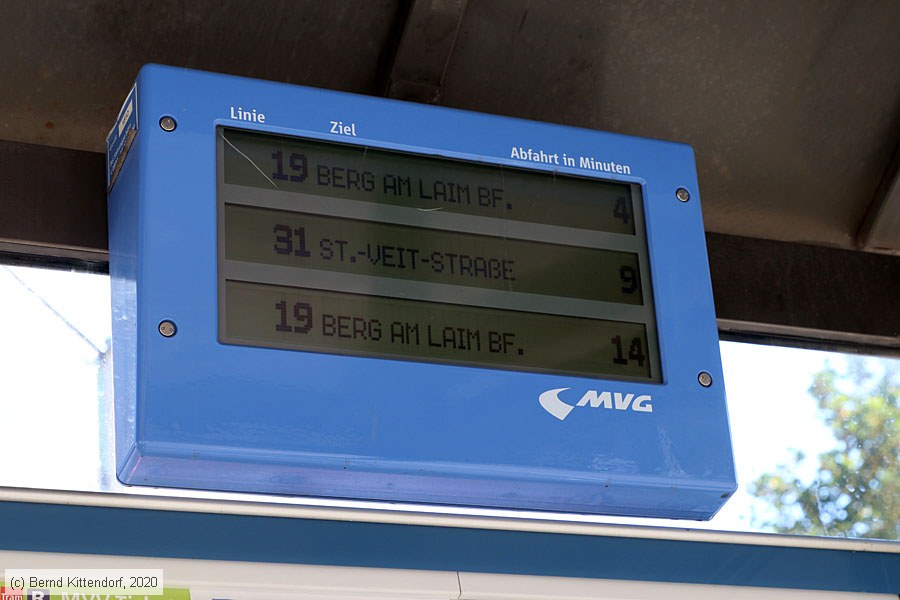 Linie Ziel Abfahrt in Minuten
19 BERG AM LAIM BF. 4
31 ST.-VEIT-STRAßE 9
19 BERG AM LAIM BF. 14
MVG
(c) Bernd Kittendorf, 2020